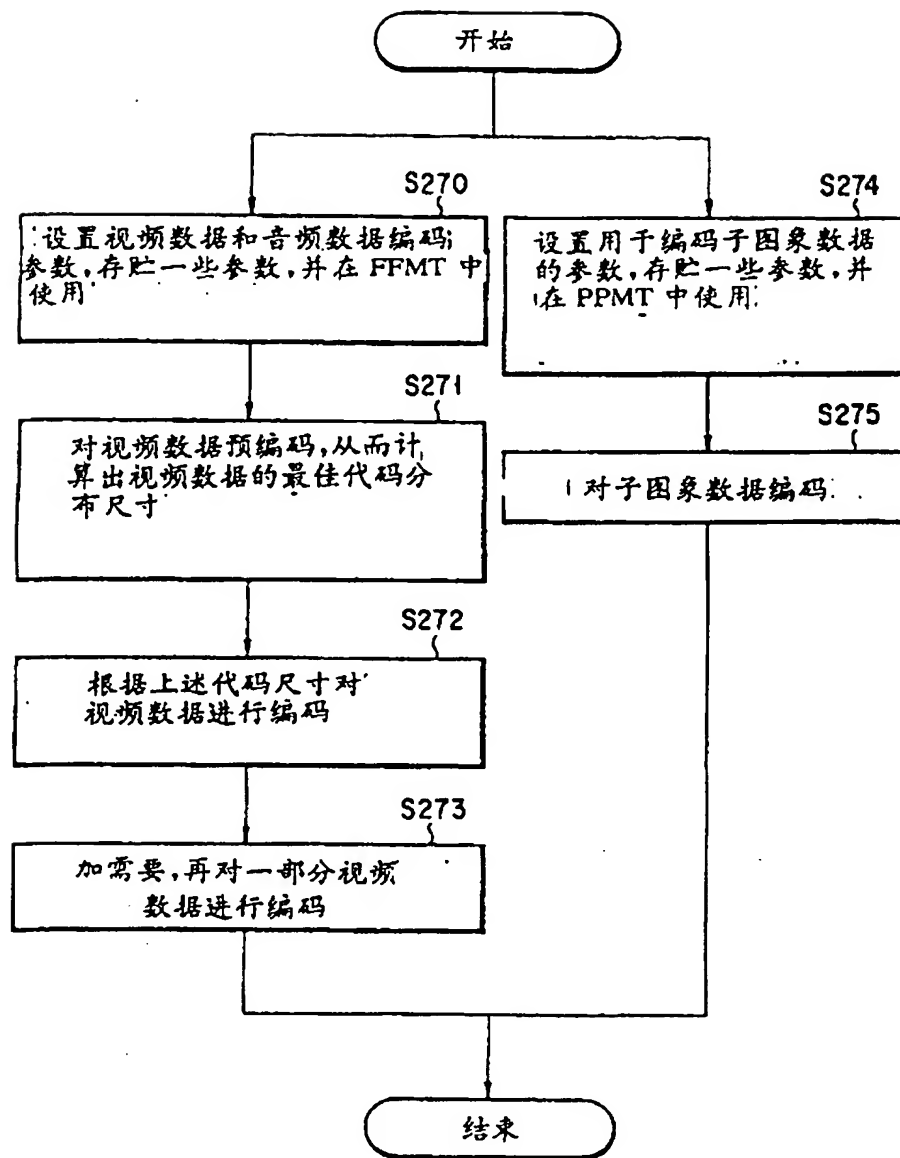 开始
S270
设置视频数据和音频数据编码
参数,存贮一些参数,并在 FFMT 中
使用
S271
对视频数据预编码,从而计
算出视频数据的最佳代码分
布尺寸
S272
根据上述代码尺寸对
视频数据进行编码
S273
加需要,再对一部分视频
数据进行编码
S274
设置用于编码子图象数据
的参数,存贮一些参数,并
在 PPMT 中使用
S275
对子图象数据编码
结束